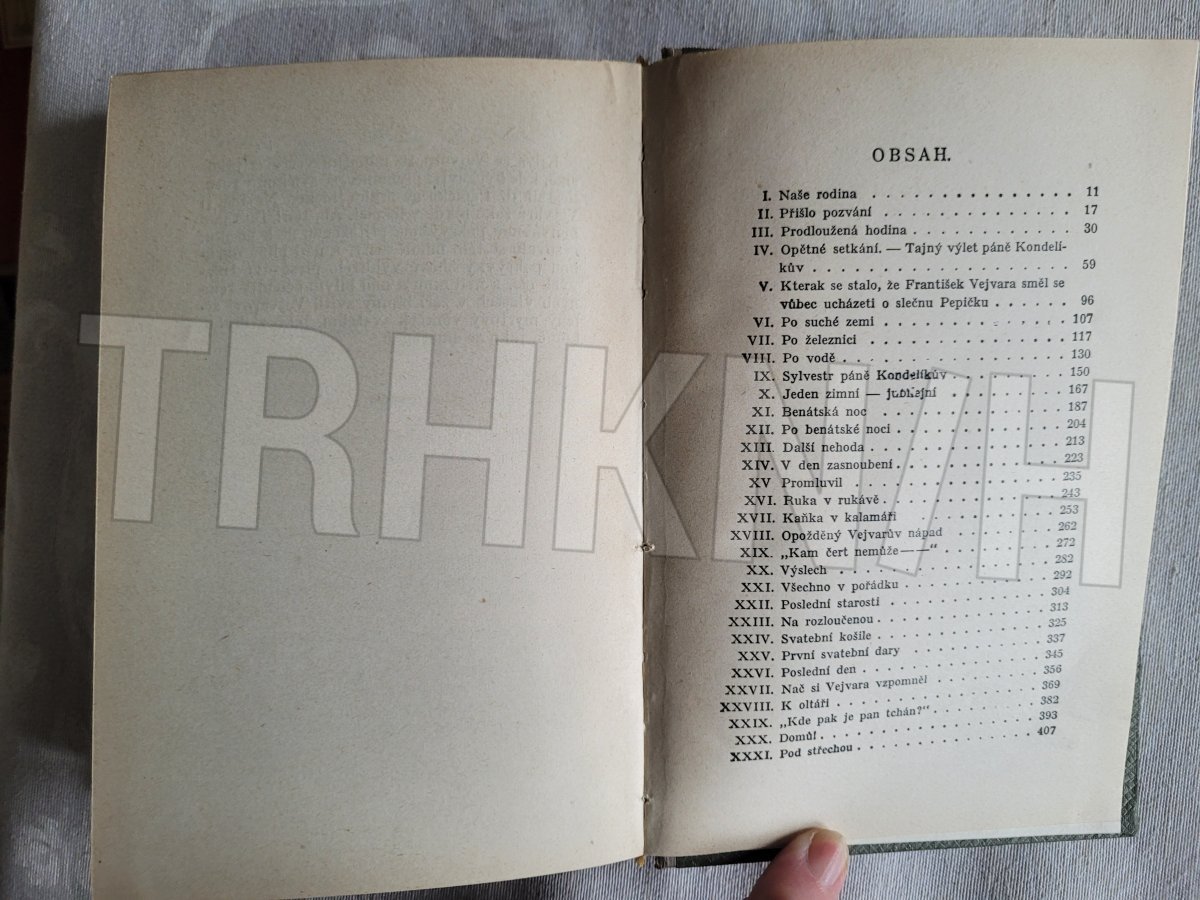 OBSAH.
I. Naše rodina . . . . . . . . . . . . . . . . 11
II. Přišlo pozvání . . . . . . . . . . . . . . 17
III. Prodloužená hodina . . . . . . . . . . . . 30
IV. Opětné setkání. — Tajný výlet páně Kondelí-
kův . . . . . . . . . . . . . . . . . . . 59
V. Kterak se stalo, že František Vejvara směl se
vůbec ucházeti o slečnu Pepičku . . . . . . 96
VI. Po suché zemi . . . . . . . . . . . . . . 107
VII. Po železnici . . . . . . . . . . . . . . . 117
VIII. Po vodě . . . . . . . . . . . . . . . . . 130
IX. Sylvestr páně Kondelíkův . . . . . . . . . 150
X. Jeden zimní — . . . . . . . . . 167
XI. Benátská noc . . . . . . . . . . . . . . 187
XII. Po benátské noci . . . . . . . . . . . . . 204
XIII. Další nehoda . . . . . . . . . . . . . . . 213
XIV. V den zasnoubení . . . . . . . . . . . . . 223
XV Promluvil . . . . . . . . . . . . . . . . 235
XVI. Ruka v rukávě . . . . . . . . . . . . . . 243
XVII. Kaňka v kalamáři . . . . . . . . . . . . . 253
XVIII. Opožděný Vejvarův nápad . . . . . . . . . 262
XIX. „Kam čert nemůže — —“ . . . . . . . . . . 272
XX. Výslech . . . . . . . . . . . . . . . . . 282
XXI. Všechno v pořádku . . . . . . . . . . . . 292
XXII. Poslední starosti . . . . . . . . . . . . . 304
XXIII. Na rozloučenou . . . . . . . . . . . . . . 313
XXIV. Svatební košile . . . . . . . . . . . . . . 325
XXV. První svatební dary . . . . . . . . . . . . 337
XXVI. Poslední den . . . . . . . . . . . . . . . 345
XXVII. Nač si Vejvara vzpomněl . . . . . . . . . 356
XXVIII. K oltáři . . . . . . . . . . . . . . . . . 369
XXIX. „Kde pak je pan tchán?“ . . . . . . . . . 382
XXX. Domů! . . . . . . . . . . . . . . . . . . 393
XXXI. Pod střechou . . . . . . . . . . . . . . . 407
TRHKNIH